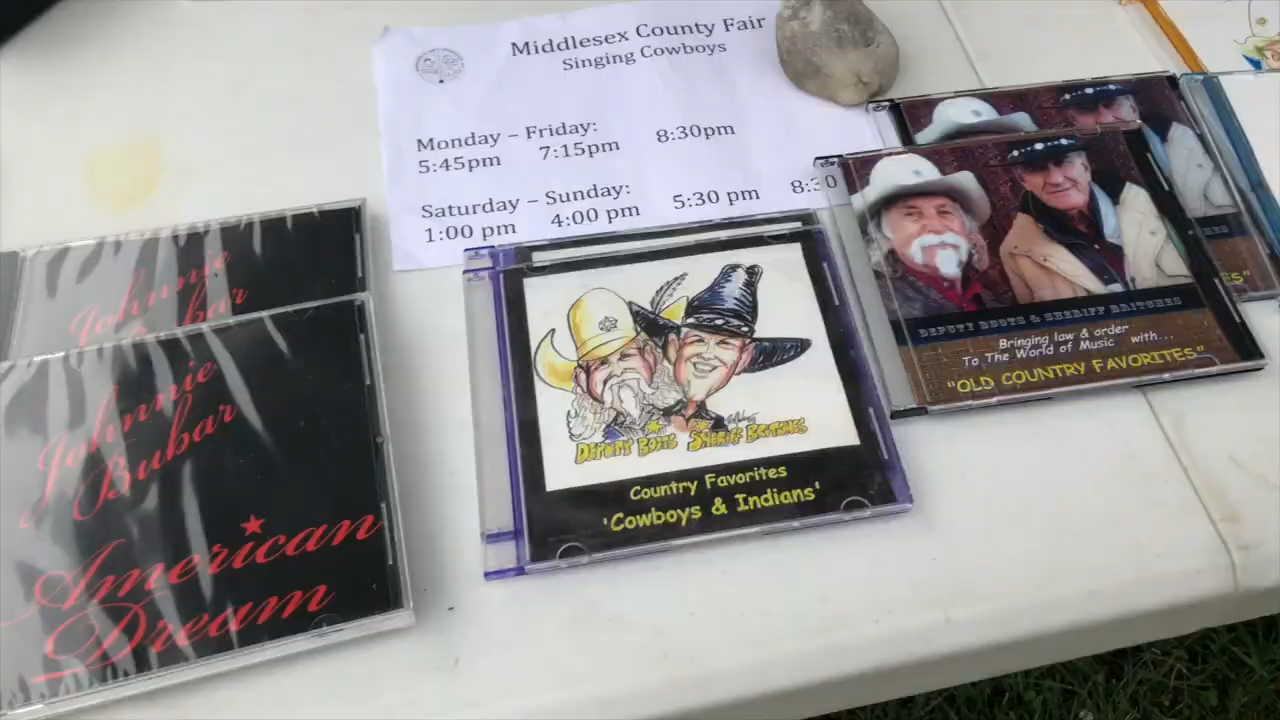 Middlesex County Fair
Singing Cowboys
Monday – Friday:
5:45pm 7:15pm 8:30pm
Saturday – Sunday:
1:00 pm 4:00 pm 5:30 pm 8:30
Johnnie
Bubar
Johnnie
Bubar
American
Dream
DEPUTY BOOTS SHERIFF BRITCHES
Country Favorites
'Cowboys & Indians'
DEPUTY BOOTS & SHERIFF BRITCHES
Bringing law & order
To The World of Music with...
"OLD COUNTRY FAVORITES"